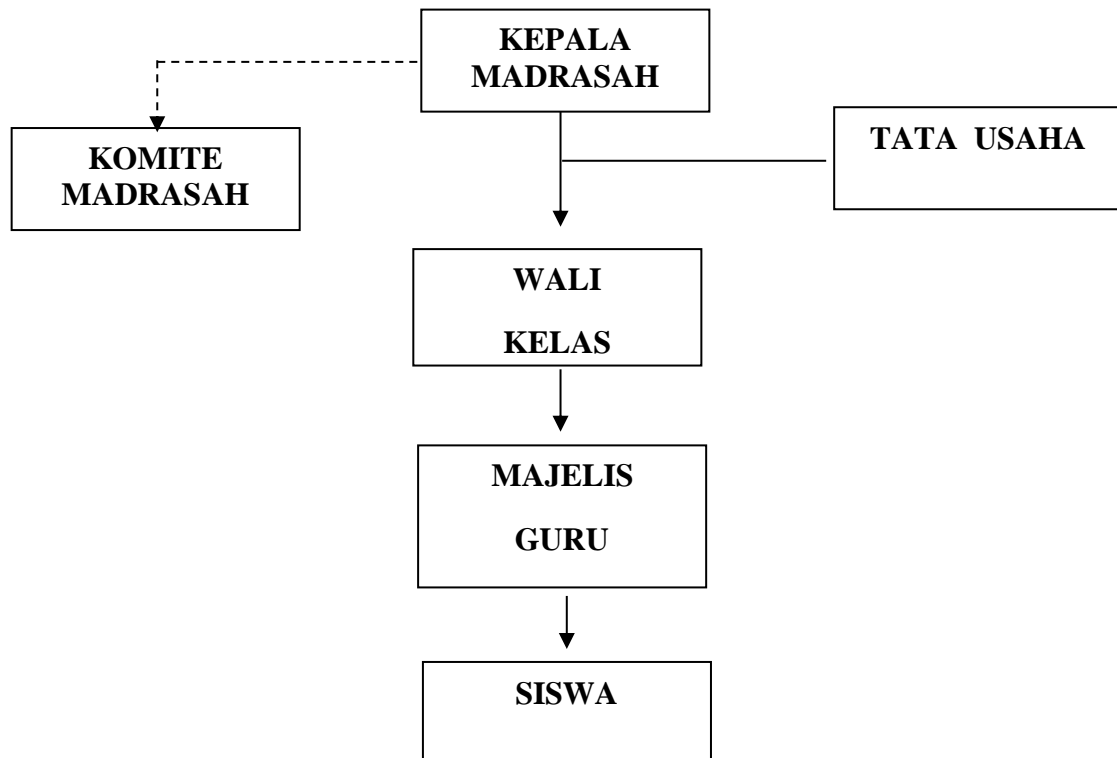 KEPALA
MADRASAH
TATA USAHA
KOMITE
MADRASAH
WALI
KELAS
MAJELIS
GURU
SISWA